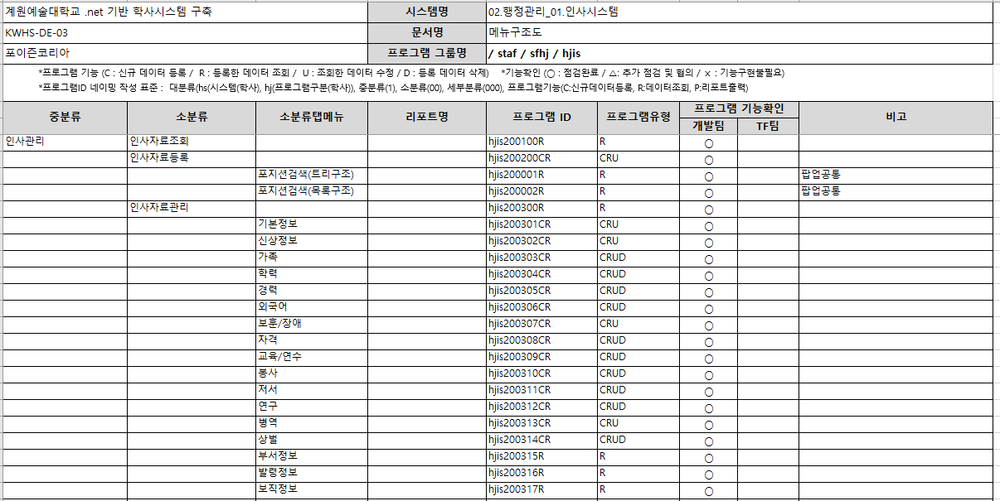 계원예술대학교 .net 기반 학사시스템 구축 시스템명 02.행정관리_01.인사시스템
KWHS-DE-03 문서명 메뉴구조도
포이즌코리아 프로그램 그룹명 / staf / sfhj / hjis
*프로그램 기능 (C : 신규 데이터 등록 / R : 등록한 데이터 조회 / U : 조회한 데이터 수정 / D : 등록 데이터 삭제) *기능확인 (○ : 점검완료 / △: 추가 점검 및 협의 / × : 기능구현불필요)
*프로그램ID 네이밍 작성 표준 : 대분류(hs(시스템(학사), hj(프로그램구분(학사)), 중분류(1), 소분류(00), 세부분류(000), 프로그램기능(C:신규데이터등록, R:데이터조회, P:리포트출력)
중분류 소분류 소분류탭메뉴 리포트명 프로그램 ID 프로그램유형 프로그램 기능확인 비고
개발팀 TF팀
인사관리 인사자료조회 hjis200100R R ○
인사자료등록 hjis200200CR CRU ○
포지션검색(트리구조) hjis200001R R ○ 팝업공통
포지션검색(목록구조) hjis200002R R ○ 팝업공통
인사자료관리 hjis200300R R ○
기본정보 hjis200301CR CRU ○
신상정보 hjis200302CR CRU ○
가족 hjis200303CR CRUD ○
학력 hjis200304CR CRUD ○
경력 hjis200305CR CRUD ○
외국어 hjis200306CR CRUD ○
보훈/장애 hjis200307CR CRU ○
자격 hjis200308CR CRUD ○
교육/연수 hjis200309CR CRUD ○
봉사 hjis200310CR CRUD ○
저서 hjis200311CR CRUD ○
연구 hjis200312CR CRUD ○
병역 hjis200313CR CRU ○
상벌 hjis200314CR CRUD ○
부서정보 hjis200315R R ○
발령정보 hjis200316R R ○
보직정보 hjis200317R R ○